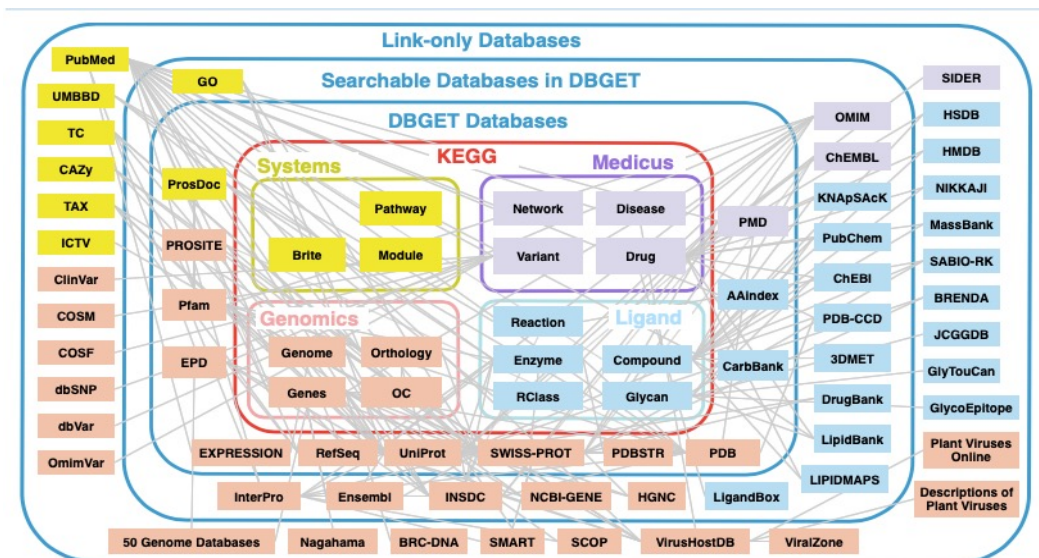 Link-only Databases
PubMed
GO
Searchable Databases in DBGET
SIDER
UMBBD
HSDB
OMIM
DBGET Databases
TC
HMDB
KEGG
ChEMBL
Systems
Medicus
CAZy
ProsDoc
NIKKAJI
KNApSAcK
TAX
Pathway
Network
Disease
PMD
MassBank
PubChem
ICTV
PROSITE
Brite
Module
Variant
Drug
SABIO-RK
ClinVar
ChEBI
AAindex
BRENDA
Pfam
COSM
Genomics
Reaction
Ligand
PDB-CCD
JCGGDB
COSF
EPD
Genome
Orthology
Enzyme
Compound
CarbBank
3DMET
GlyTouCan
dbSNP
Genes
OC
RClass
Glycan
DrugBank
GlycoEpitope
dbVar
LipidBank
Plant Viruses
Online
EXPRESSION
RefSeq
UniProt
SWISS-PROT
PDBSTR
PDB
OmimVar
LIPIDMAPS
InterPro
Ensembl
INSDC
NCBI-GENE
HGNC
LigandBox
Descriptions of
Plant Viruses
50 Genome Databases
Nagahama
BRC-DNA
SMART
SCOP
VirusHostDB
ViralZone